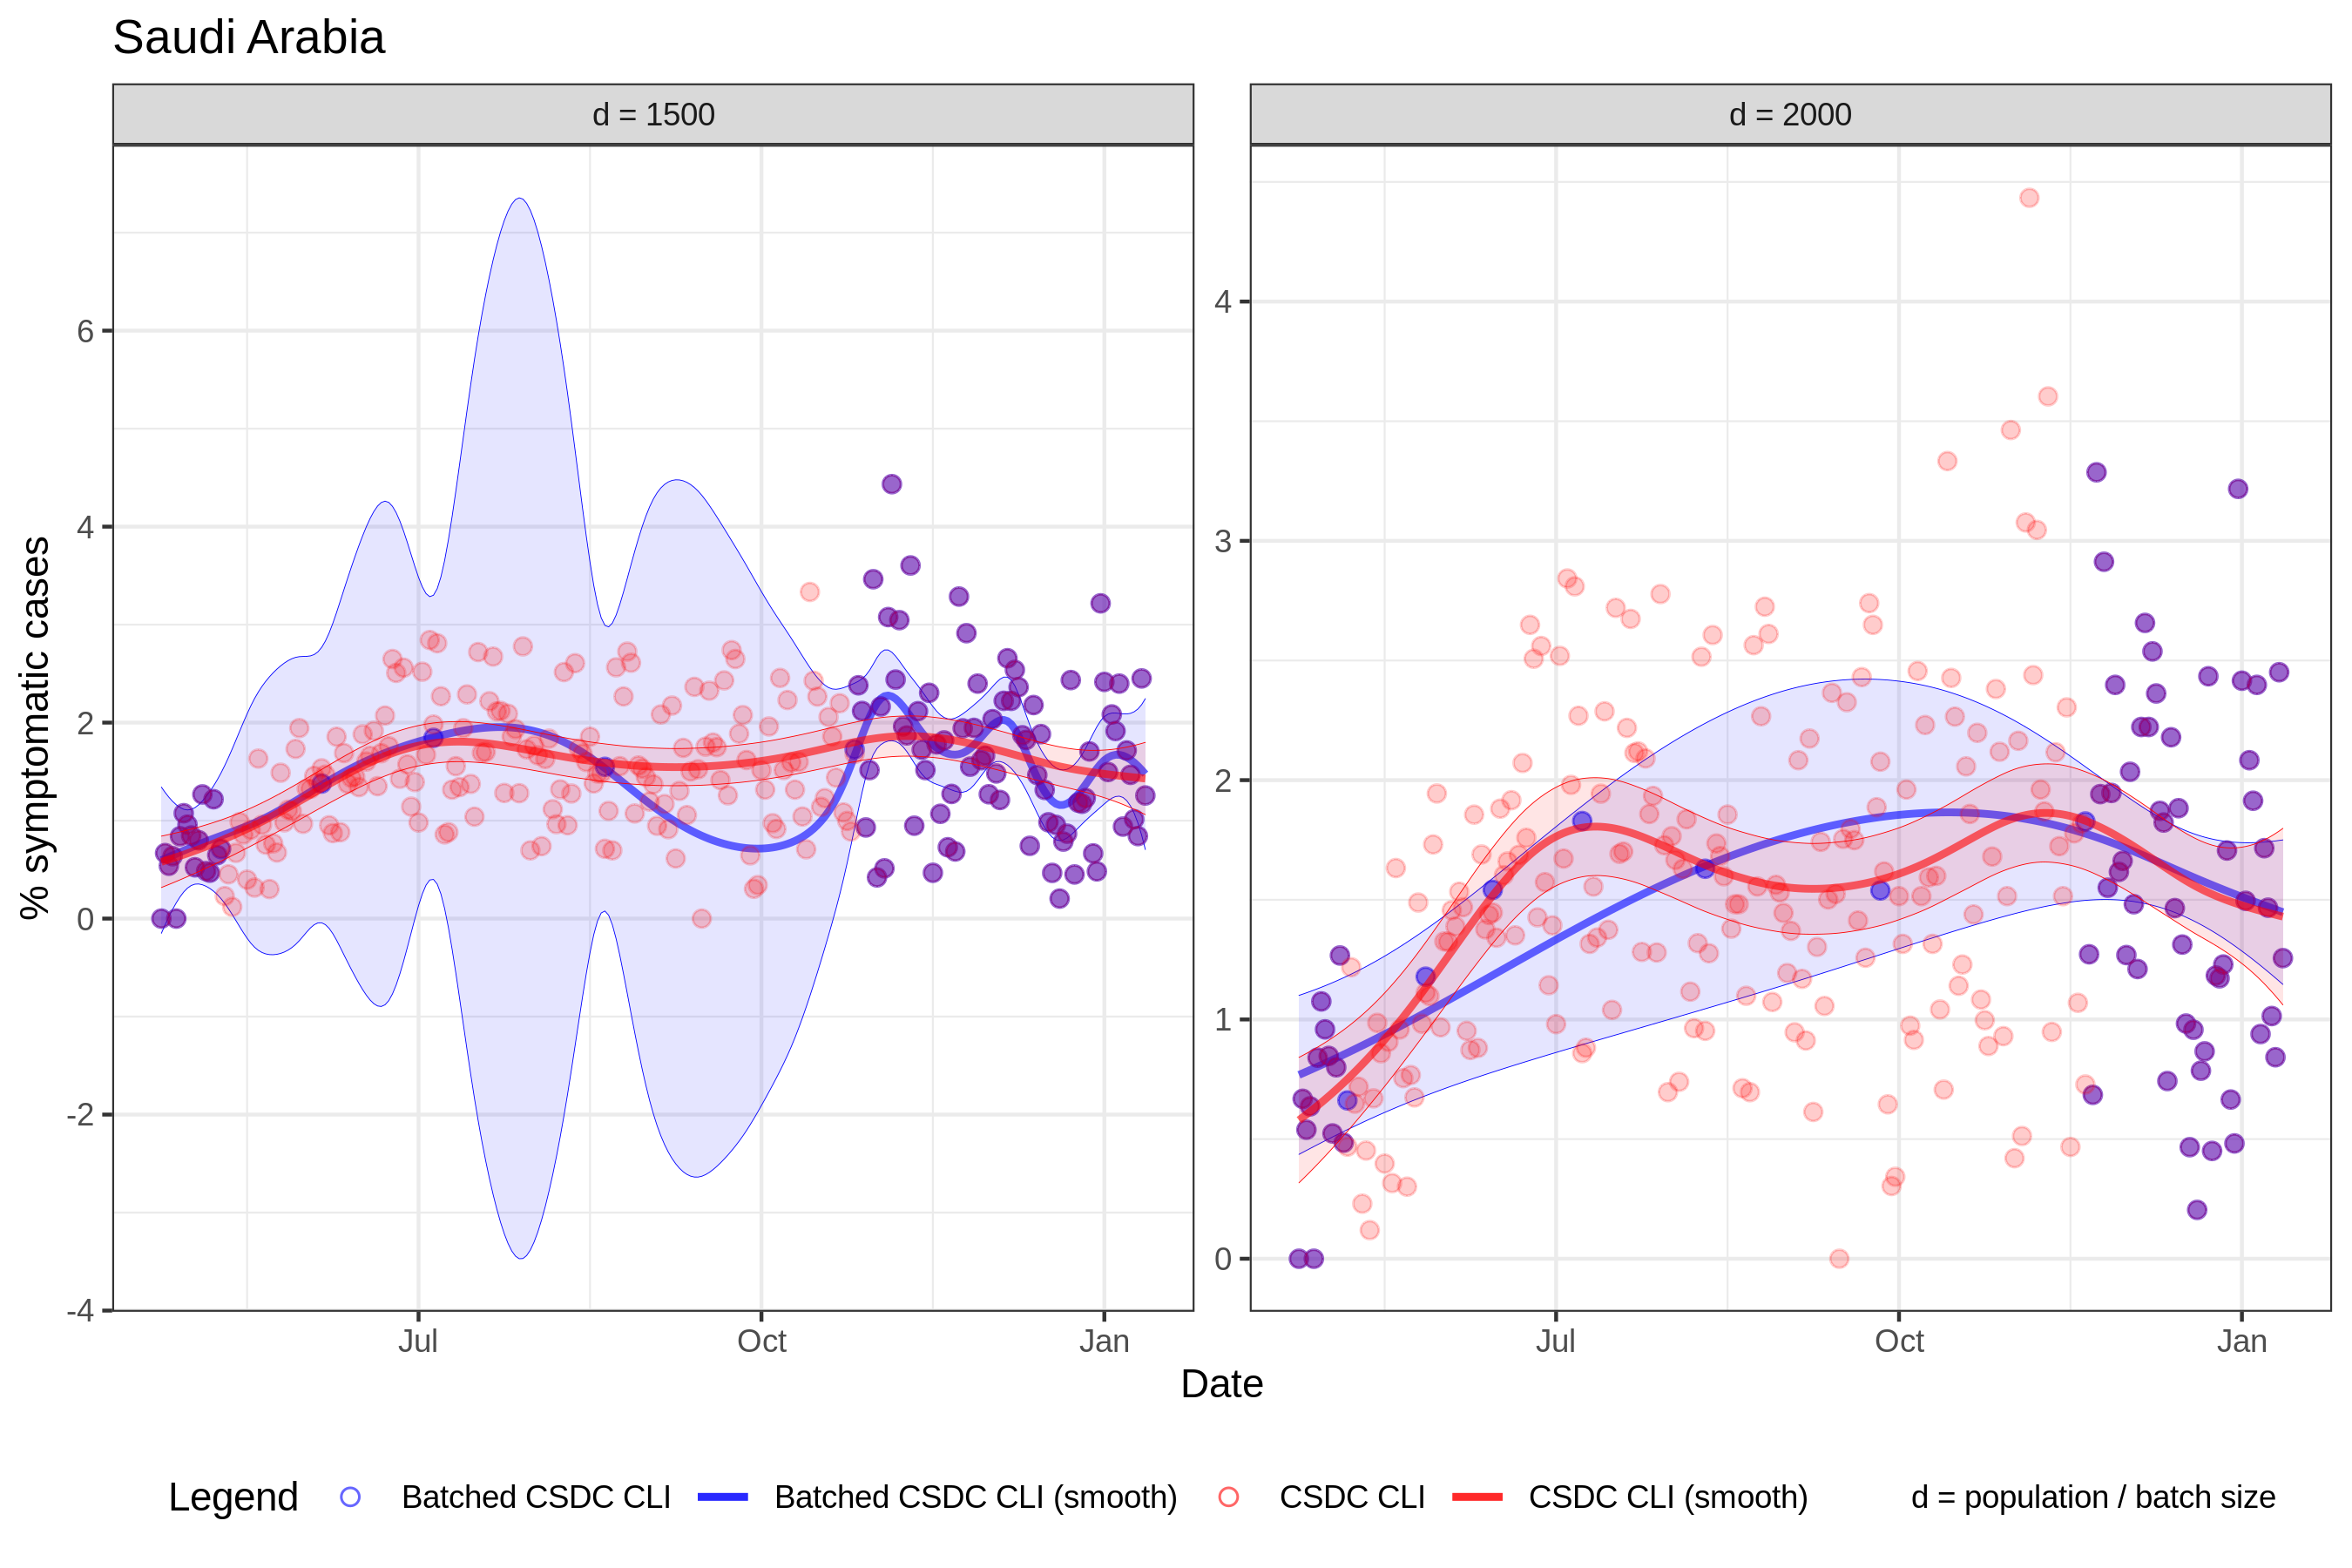 Saudi Arabia
d = 1500
d = 2000
% symptomatic cases
6
4
2
0
-2
-4
4
3
2
1
0
Jul
Oct
Jan
Jul
Oct
Jan
Date
Legend
Batched CSDC CLI
Batched CSDC CLI (smooth)
CSDC CLI
CSDC CLI (smooth)
d = population / batch size